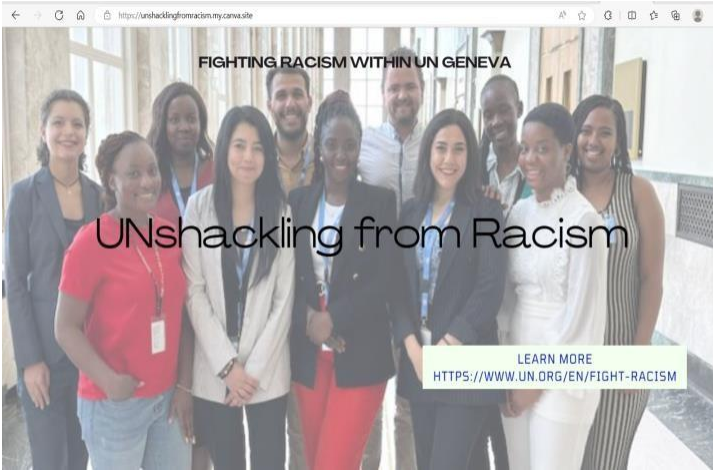 https://unshacklingfromracism.my.canva.site
FIGHTING RACISM WITHIN UN GENEVA
UNshackling from Racism
LEARN MORE
HTTPS://WWW.UN.ORG/EN/FIGHT-RACISM